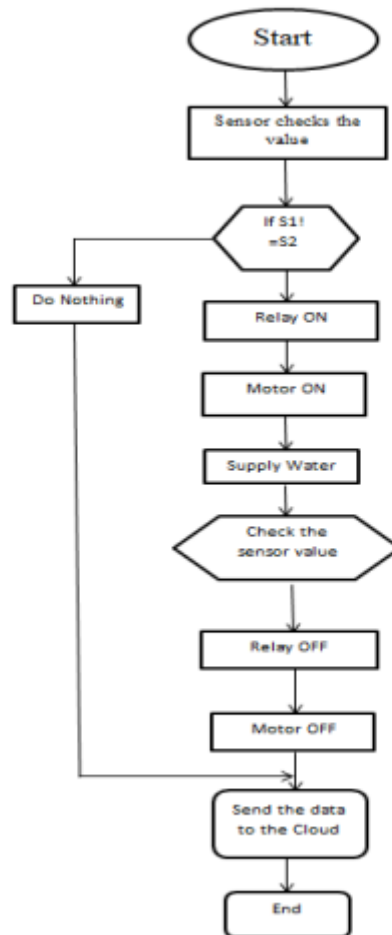 Start
Sensor checks the
value
If S1!
=S2
Do Nothing
Relay ON
Motor ON
Supply Water
Check the
sensor value
Relay OFF
Motor OFF
Send the data
to the Cloud
End